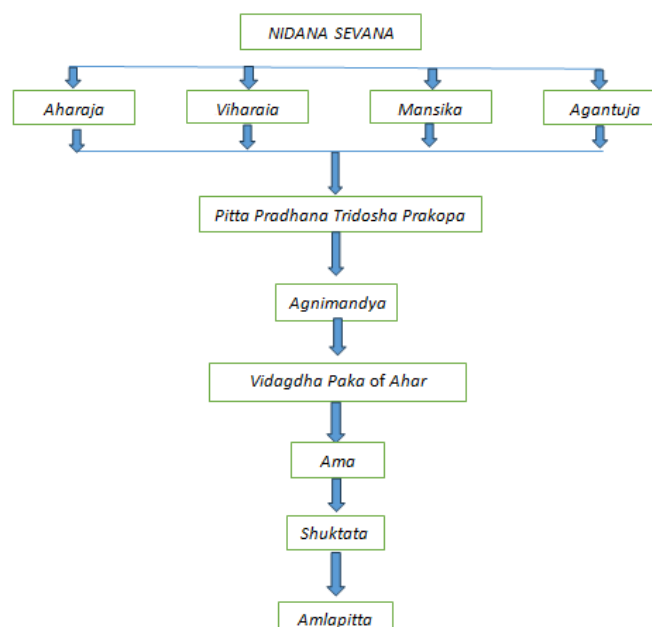 NIDANA SEVANA
Aharaja Viharaia Mansika Agantuja
Pitta Pradhana Tridosha Prakopa
Agnimandya
Vidagdha Paka of Ahar
Ama
Shuktata
Amlapitta